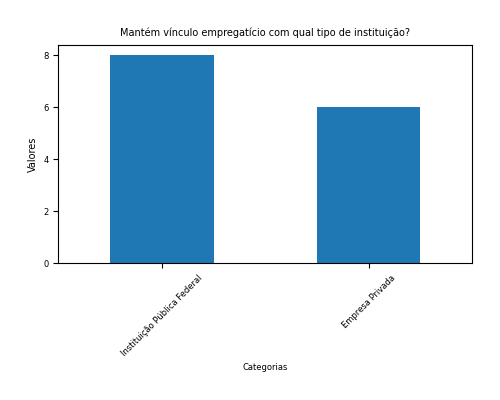 Mantém vínculo empregatício com qual tipo de instituição?
8
6
4
2
0
Valores
Instituição Pública Federal
Empresa Privada
Categorias